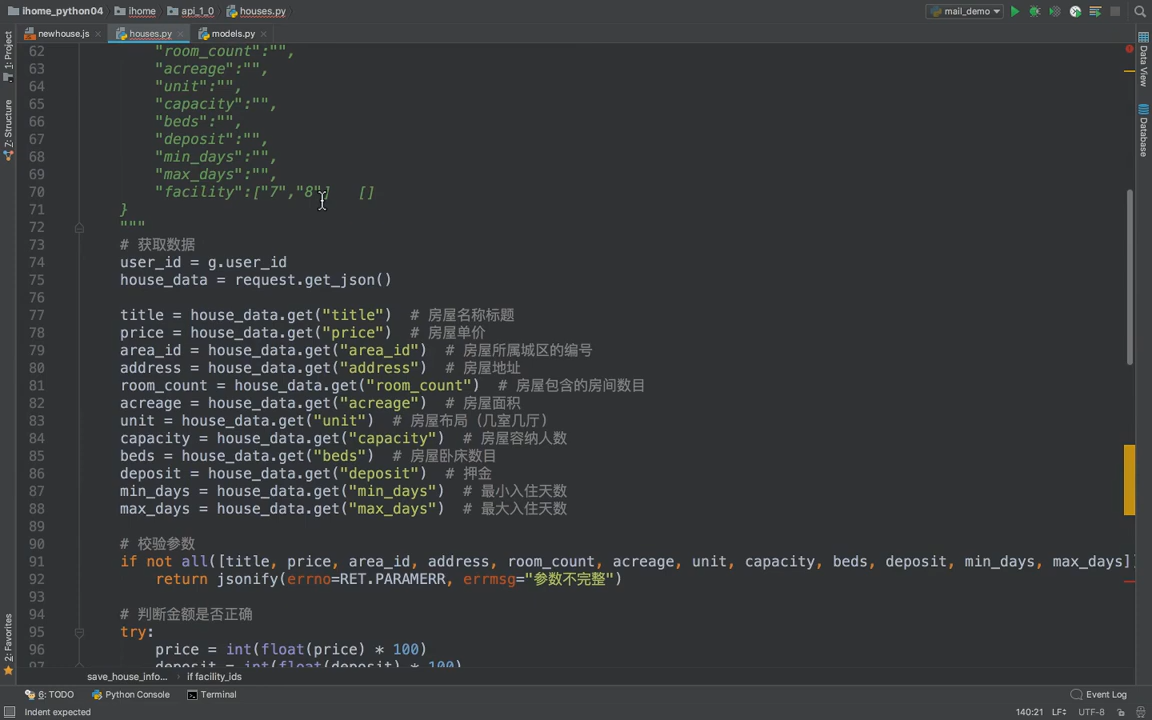 ihome_python04 ihome api_1_0 houses.py mail_demo
newhouse.js houses.py models.py
1: Project
Z: Structure
2: Favorites
Data View
Database
62 "room_count":"",
63 "acreage":"",
64 "unit":"",
65 "capacity":"",
66 "beds":"",
67 "deposit":"",
68 "min_days":"",
69 "max_days":"",
70 "facility":["7","8"] []
71 }
72 """
73 # 获取数据
74 user_id = g.user_id
75 house_data = request.get_json()
76
77 title = house_data.get("title") # 房屋名称标题
78 price = house_data.get("price") # 房屋单价
79 area_id = house_data.get("area_id") # 房屋所属城区的编号
80 address = house_data.get("address") # 房屋地址
81 room_count = house_data.get("room_count") # 房屋包含的房间数目
82 acreage = house_data.get("acreage") # 房屋面积
83 unit = house_data.get("unit") # 房屋布局（几室几厅)
84 capacity = house_data.get("capacity") # 房屋容纳人数
85 beds = house_data.get("beds") # 房屋卧床数目
86 deposit = house_data.get("deposit") # 押金
87 min_days = house_data.get("min_days") # 最小入住天数
88 max_days = house_data.get("max_days") # 最大入住天数
89
90 # 校验参数
91 if not all([title, price, area_id, address, room_count, acreage, unit, capacity, beds, deposit, min_days, max_days]
92 return jsonify(errno=RET.PARAMERR, errmsg="参数不完整")
93
94 # 判断金额是否正确
95 try:
96 price = int(float(price) * 100)
97 deposit = int(float(deposit) * 100)
save_house_info... if facility_ids
6: TODO Python Console Terminal Event Log
Indent expected 140:21 LF UTF-8